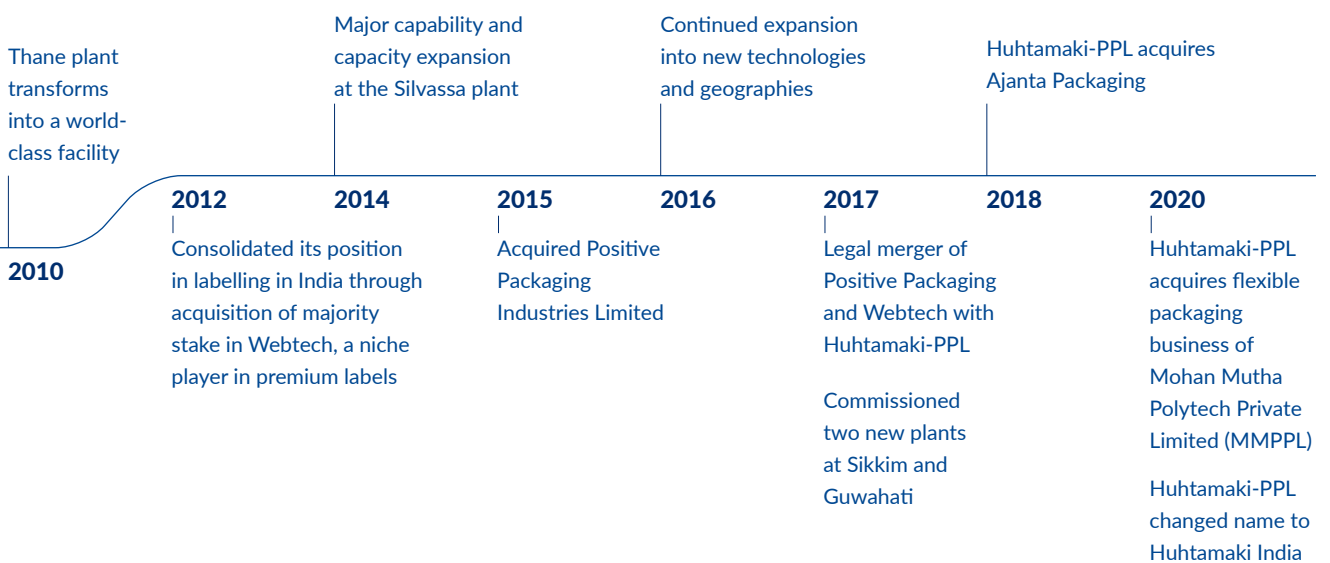 Thane plant
transforms
into a world-
class facility
2010
2012
Consolidated its position
in labelling in India through
acquisition of majority
stake in Webtech, a niche
player in premium labels
Major capability and
capacity expansion
at the Silvassa plant
2014
2015
Acquired Positive
Packaging
Industries Limited
Continued expansion
into new technologies
and geographies
2016
2017
Legal merger of
Positive Packaging
and Webtech with
Huhtamaki-PPL
Commissioned
two new plants
at Sikkim and
Guwahati
Huhtamaki-PPL acquires
Ajanta Packaging
2018
2020
Huhtamaki-PPL
acquires flexible
packaging
business of
Mohan Mutha
Polytech Private
Limited (MMPPL)
Huhtamaki-PPL
changed name to
Huhtamaki India